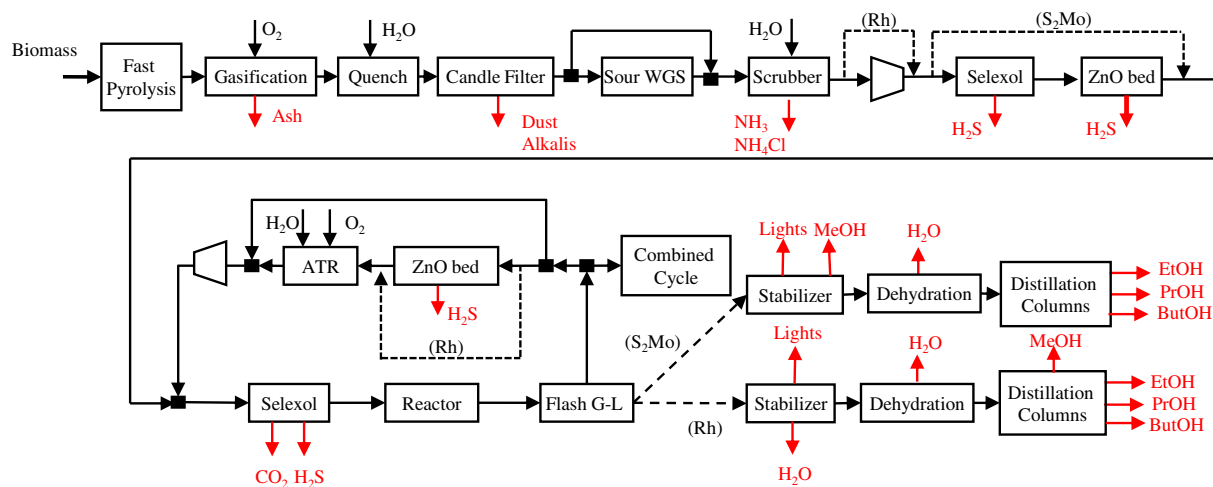 Biomass
O₂
H₂O
H₂O
(Rh)
(S₂Mo)
Fast
Pyrolysis
Gasification
Quench
Candle Filter
Sour WGS
Scrubber
Selexol
ZnO bed
Ash
Dust
Alkalis
NH₃
NH₄Cl
H₂S
H₂S
H₂O
O₂
ATR
ZnO bed
Combined
Cycle
H₂S
(Rh)
Lights
MeOH
H₂O
Stabilizer
Dehydration
Distillation
Columns
EtOH
PrOH
ButOH
(S₂Mo)
Selexol
Reactor
Flash G-L
(Rh)
CO₂
H₂S
Lights
H₂O
MeOH
Stabilizer
Dehydration
Distillation
Columns
EtOH
PrOH
ButOH
H₂O